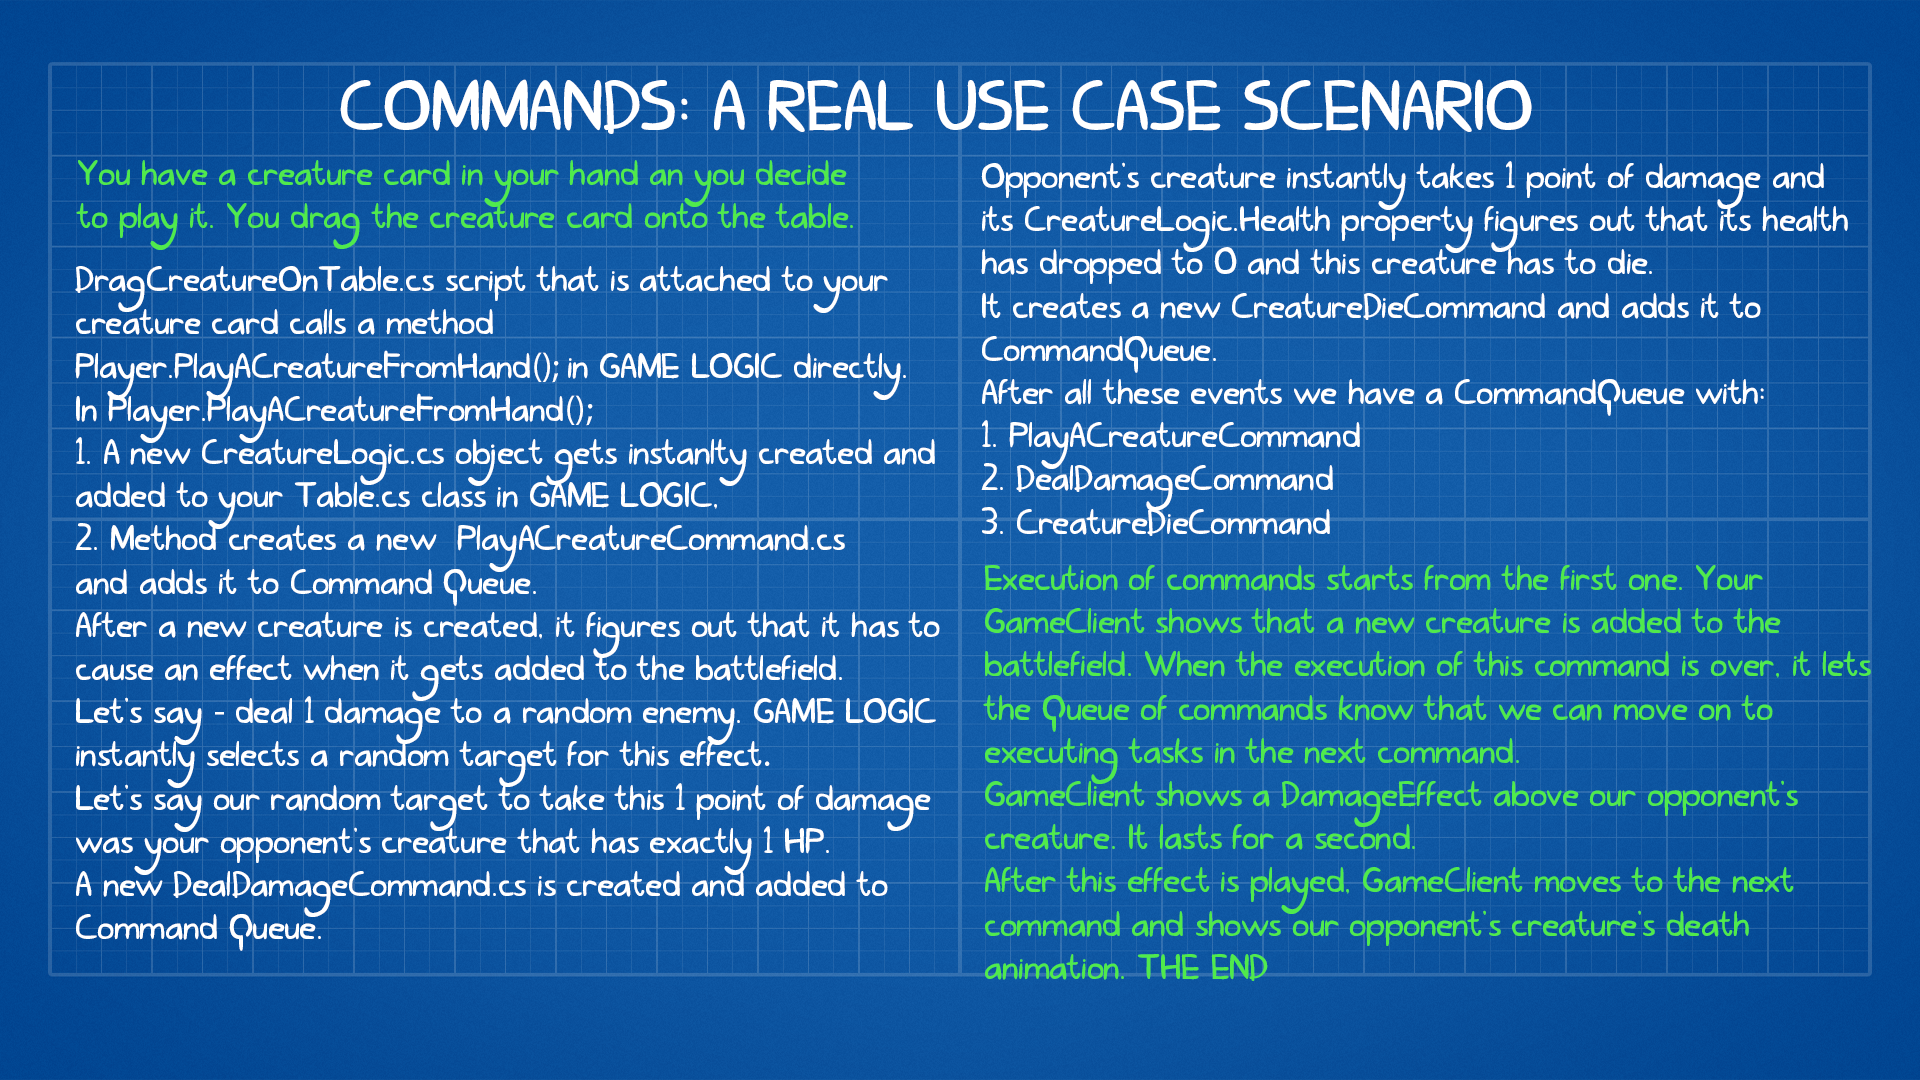 COMMANDS: A REAL USE CASE SCENARIO
You have a creature card in your hand an you decide
to play it. You drag the creature card onto the table.
DragCreatureOnTable.cs script that is attached to your
creature card calls a method
Player.PlayACreatureFromHand(); in GAME LOGIC directly.
In Player.PlayACreatureFromHand();
1. A new CreatureLogic.cs object gets instanlty created and
added to your Table.cs class in GAME LOGIC,
2. Method creates a new PlayACreatureCommand.cs
and adds it to Command Queue.
After a new creature is created, it figures out that it has to
cause an effect when it gets added to the battlefield.
Let's say - deal 1 damage to a random enemy. GAME LOGIC
instantly selects a random target for this effect.
Let's say our random target to take this 1 point of damage
was your opponent's creature that has exactly 1 HP.
A new DealDamageCommand.cs is created and added to
Command Queue.
Opponent's creature instantly takes 1 point of damage and
its CreatureLogic.Health property figures out that its health
has dropped to 0 and this creature has to die.
It creates a new CreatureDieCommand and adds it to
CommandQueue.
After all these events we have a CommandQueue with:
1. PlayACreatureCommand
2. DealDamageCommand
3. CreatureDieCommand
Execution of commands starts from the first one. Your
GameClient shows that a new creature is added to the
battlefield. When the execution of this command is over, it lets
the Queue of commands know that we can move on to
executing tasks in the next command.
GameClient shows a DamageEffect above our opponent's
creature. It lasts for a second.
After this effect is played, GameClient moves to the next
command and shows our opponent's creature's death
animation. THE END